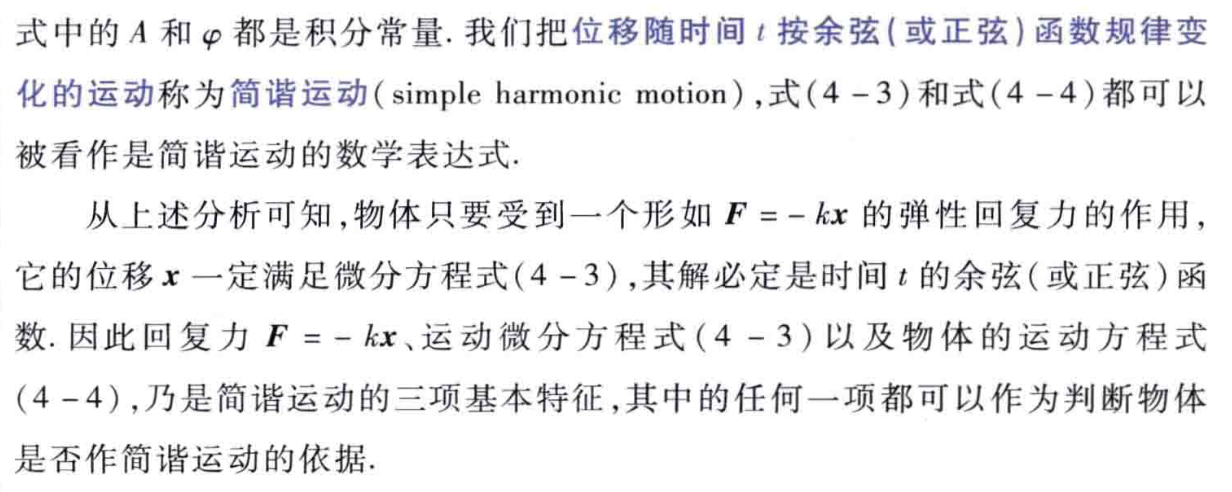 式中的 A 和 φ 都是积分常量. 我们把位移随时间 t 按余弦(或正弦)函数规律变
化的运动称为简谐运动(simple harmonic motion),式(4-3)和式(4-4)都可以
被看作是简谐运动的数学表达式.
从上述分析可知,物体只要受到一个形如 F = - kx 的弹性回复力的作用,
它的位移 x 一定满足微分方程式(4-3),其解必定是时间 t 的余弦(或正弦)函
数. 因此回复力 F = - kx、运动微分方程式(4-3)以及物体的运动方程式
(4-4),乃是简谐运动的三项基本特征,其中的任何一项都可以作为判断物体
是否作简谐运动的依据.